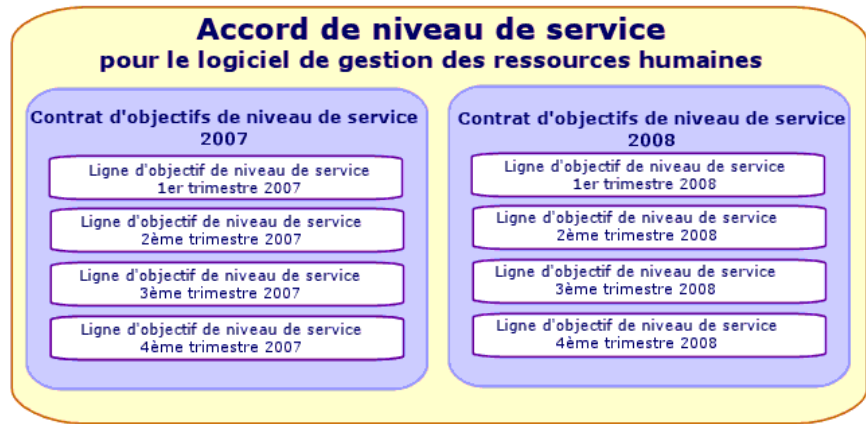 Accord de niveau de service
pour le logiciel de gestion des ressources humaines
Contrat d'objectifs de niveau de service
2007
Ligne d'objectif de niveau de service
1er trimestre 2007
Ligne d'objectif de niveau de service
2ème trimestre 2007
Ligne d'objectif de niveau de service
3ème trimestre 2007
Ligne d'objectif de niveau de service
4ème trimestre 2007
Contrat d'objectifs de niveau de service
2008
Ligne d'objectif de niveau de service
1er trimestre 2008
Ligne d'objectif de niveau de service
2ème trimestre 2008
Ligne d'objectif de niveau de service
3ème trimestre 2008
Ligne d'objectif de niveau de service
4ème trimestre 2008